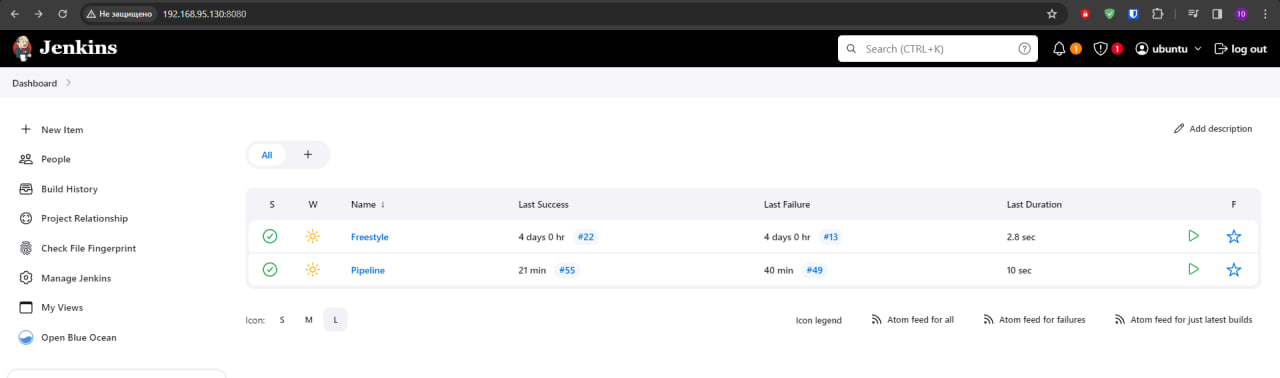 Не защищено 192.168.95.130:8080 10
Jenkins Search (CTRL+K) ? 1 1 ubuntu log out
Dashboard
New Item Add description
People All +
Build History
S W Name ↓ Last Success Last Failure Last Duration F
Project Relationship
Freestyle 4 days 0 hr #22 4 days 0 hr #13 2.8 sec
Check File Fingerprint
Pipeline 21 min #55 40 min #49 10 sec
Manage Jenkins
My Views
Icon: S M L Icon legend Atom feed for all Atom feed for failures Atom feed for just latest builds
Open Blue Ocean